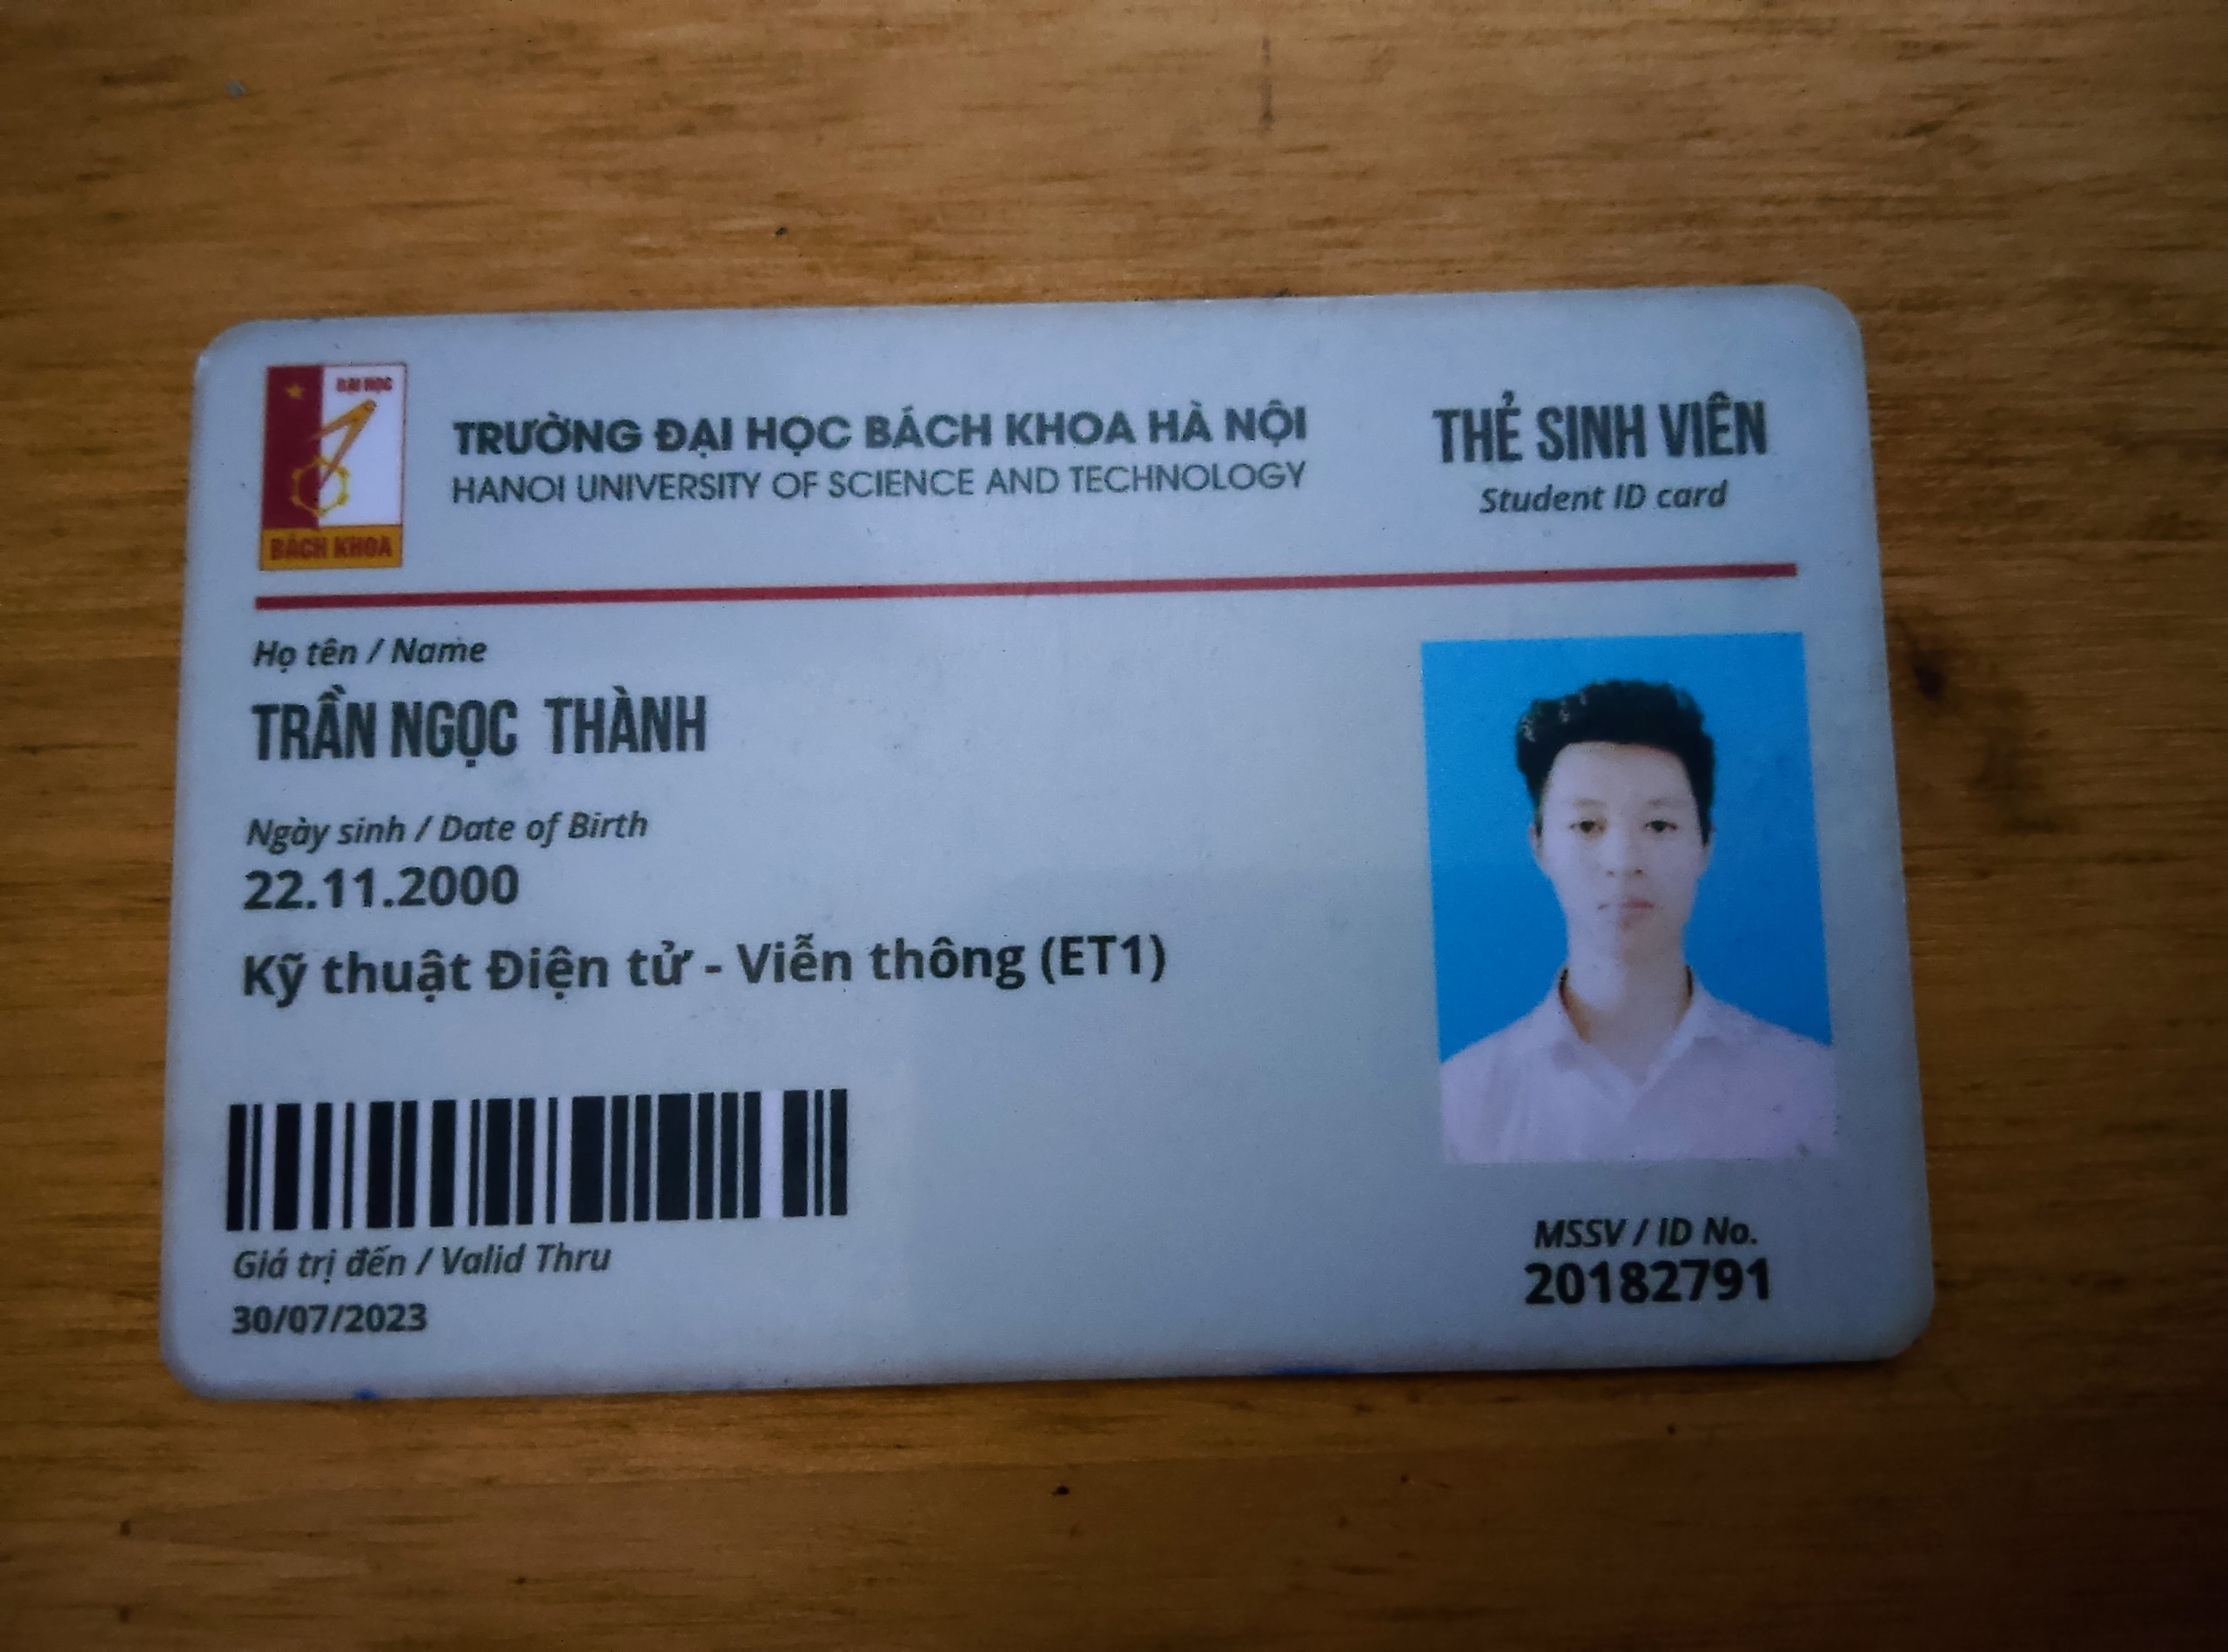 ĐẠI HỌC
BÁCH KHOA
TRƯỜNG ĐẠI HỌC BÁCH KHOA HÀ NỘI
HANOI UNIVERSITY OF SCIENCE AND TECHNOLOGY
THẺ SINH VIÊN
Student ID card
Họ tên / Name
TRẦN NGỌC THÀNH
Ngày sinh / Date of Birth
22.11.2000
Kỹ thuật Điện tử - Viễn thông (ET1)
Giá trị đến / Valid Thru
30/07/2023
MSSV / ID No.
20182791